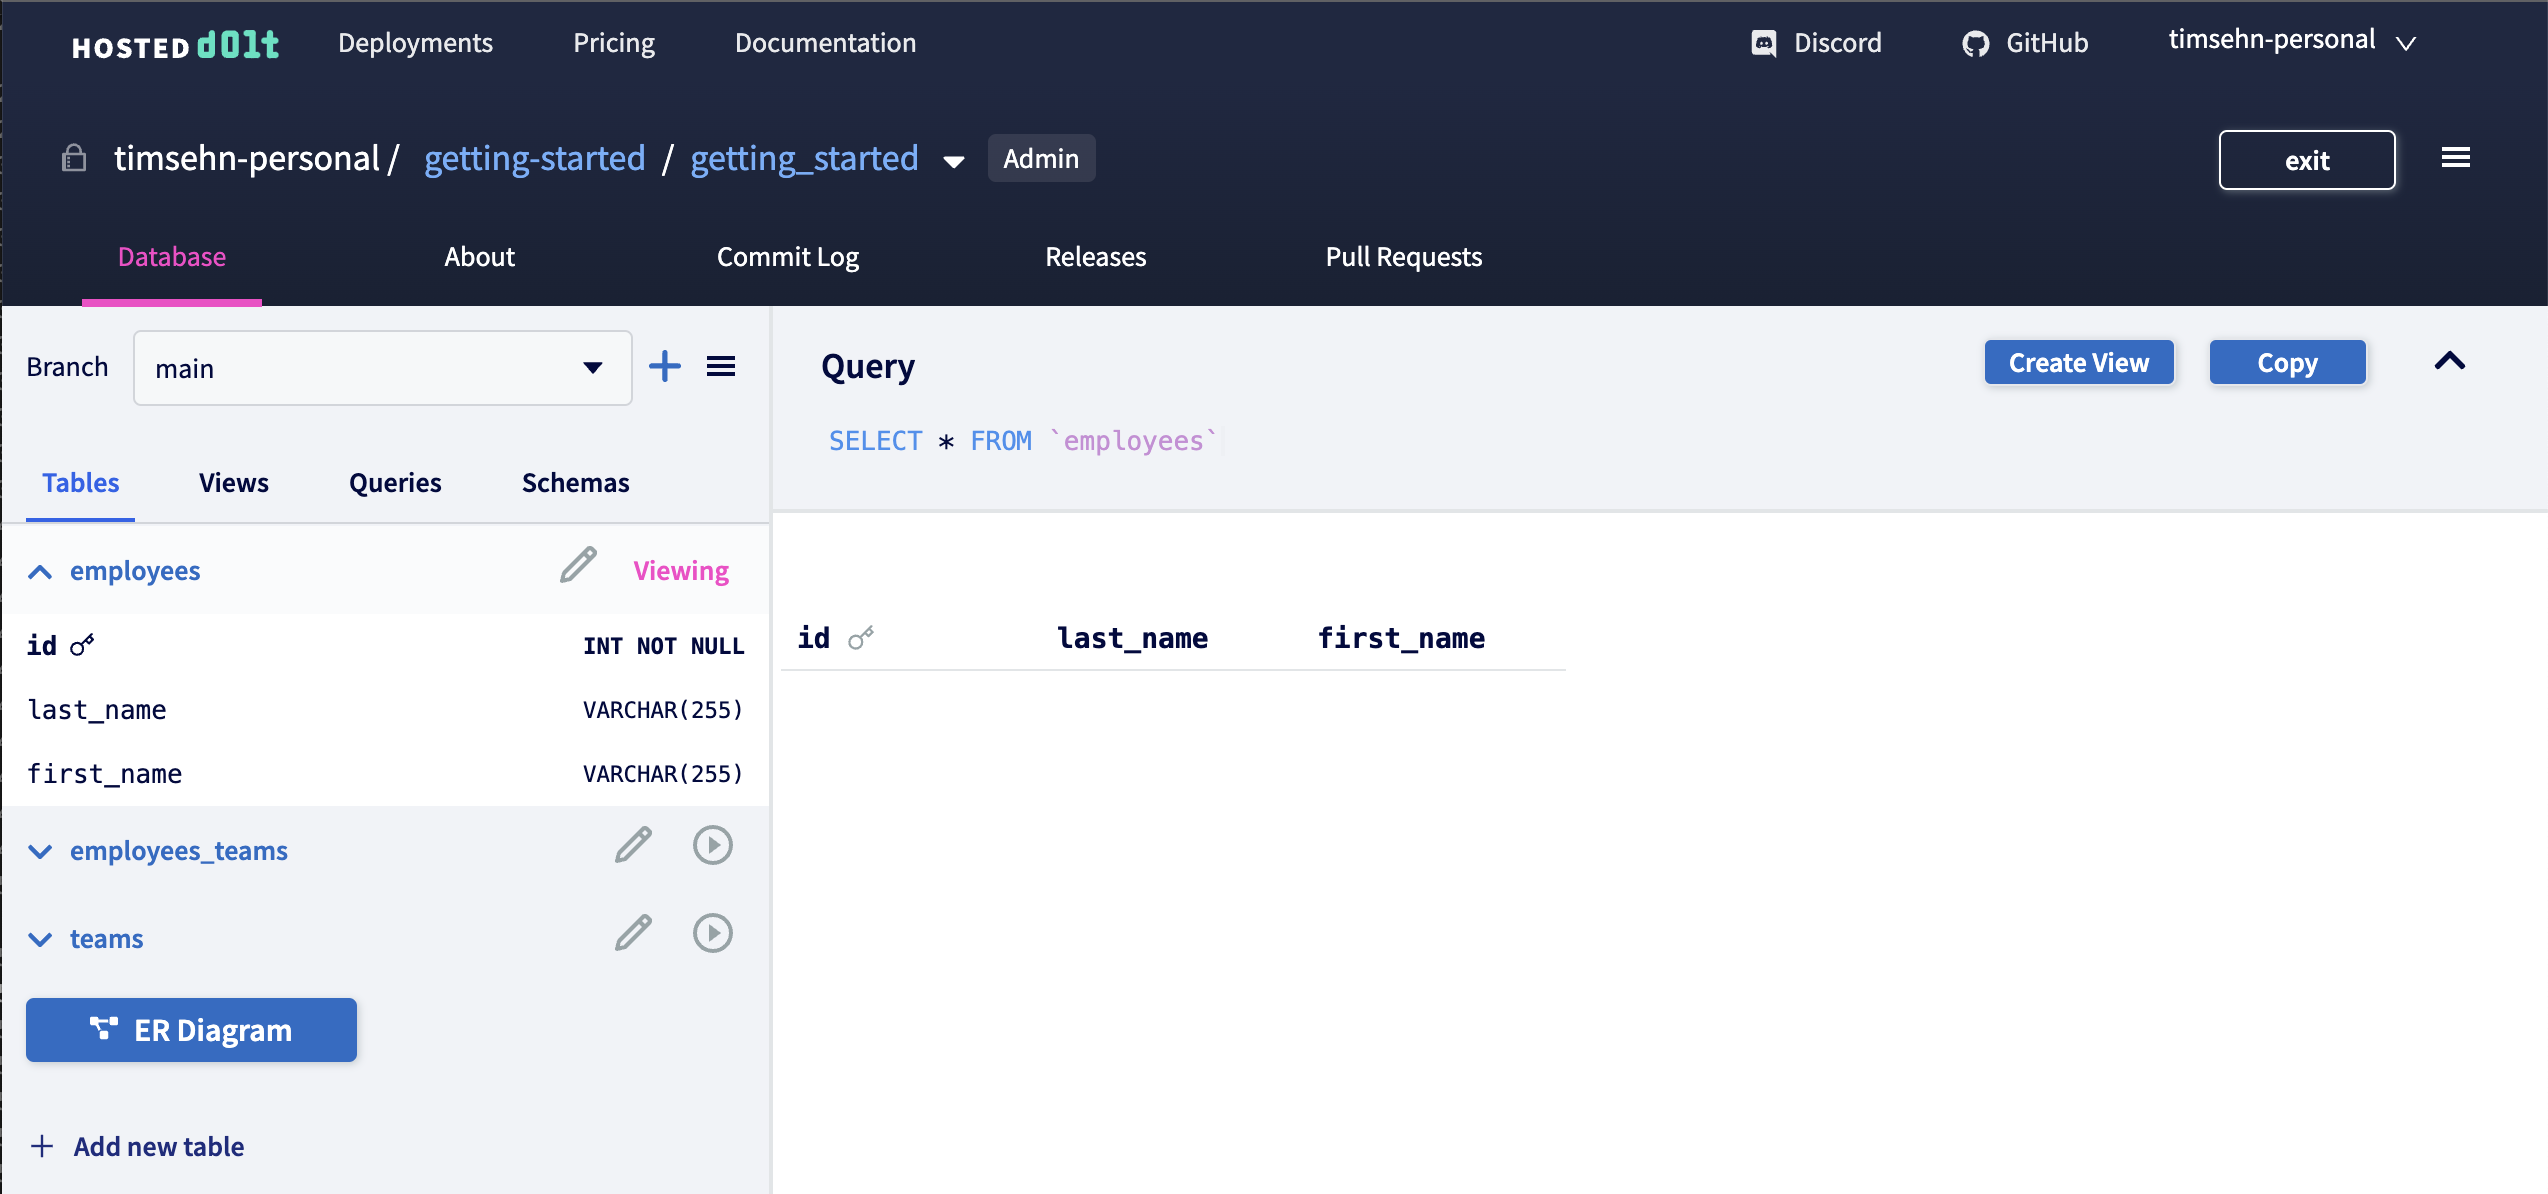 HOSTED dolt Deployments Pricing Documentation Discord GitHub timsehn-personal
timsehn-personal / getting-started / getting_started Admin exit
Database About Commit Log Releases Pull Requests
Branch main
Tables Views Queries Schemas
employees Viewing
id INT NOT NULL
last_name VARCHAR(255)
first_name VARCHAR(255)
employees_teams
teams
ER Diagram
Add new table
Query Create View Copy
SELECT * FROM `employees`
id last_name first_name